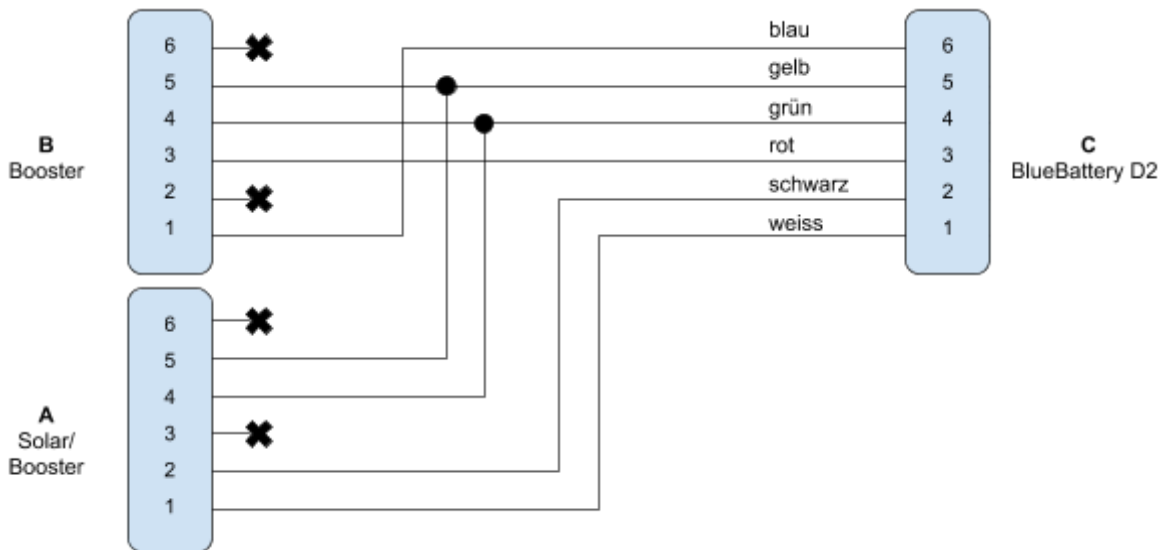 6
5
4
3
2
1
B
Booster
6
5
4
3
2
1
A
Solar/
Booster
blau
gelb
grün
rot
schwarz
weiss
6
5
4
3
2
1
C
BlueBattery D2